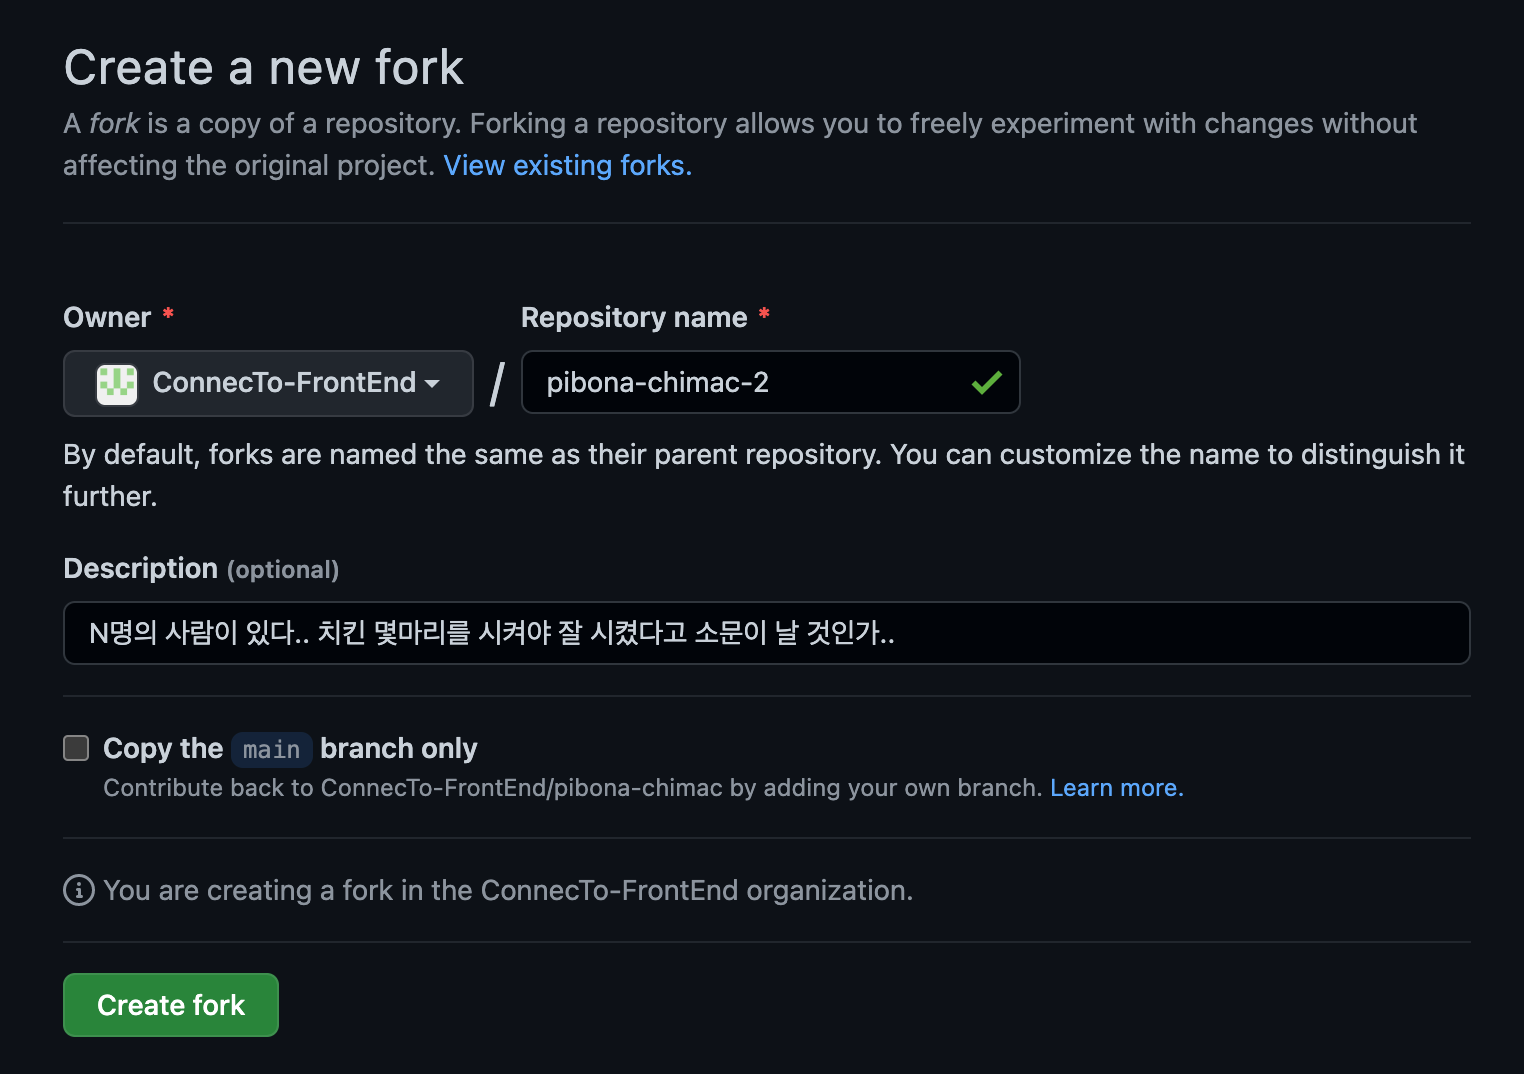 Create a new fork
A fork is a copy of a repository. Forking a repository allows you to freely experiment with changes without
affecting the original project. View existing forks.
Owner *
Repository name *
ConnecTo-FrontEnd
/
pibona-chimac-2
By default, forks are named the same as their parent repository. You can customize the name to distinguish it
further.
Description (optional)
N명의 사람이 있다.. 치킨 몇마리를 시켜야 잘 시켰다고 소문이 날 것인가..
Copy the main branch only
Contribute back to ConnecTo-FrontEnd/pibona-chimac by adding your own branch. Learn more.
You are creating a fork in the ConnecTo-FrontEnd organization.
Create fork